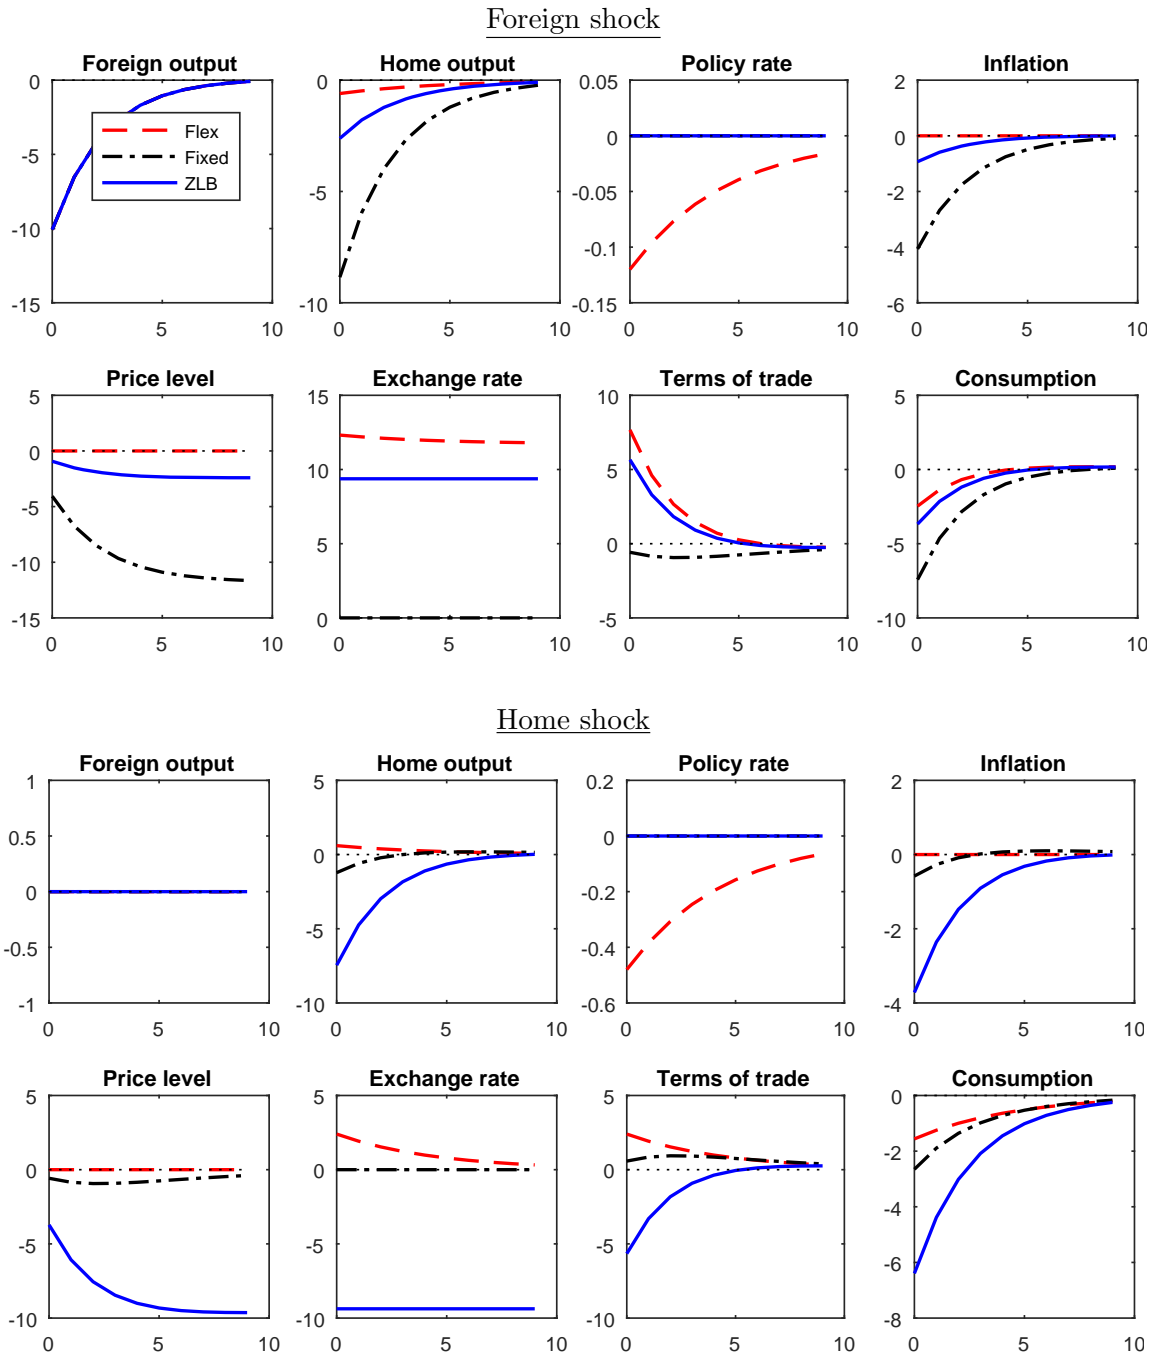 Foreign shock
Foreign output Home output Policy rate Inflation
0 0 0.05 2
-5 -5 0 0
-10 -10 -0.05 -2
-15 -0.1 -4
-0.15 -6
Flex
Fixed
ZLB
0 5 10 0 5 10 0 5 10 0 5 10
Price level Exchange rate Terms of trade Consumption
5 15 10 5
0 10 5 0
-5 5 0 -5
-10 0 -5 -10
-15
0 5 10 0 5 10 0 5 10 0 5 10
Home shock
Foreign output Home output Policy rate Inflation
1 5 0.2 2
0.5 0 0 0
0 -5 -0.2 -2
-0.5 -10 -0.4 -4
-1 -0.6
0 5 10 0 5 10 0 5 10 0 5 10
Price level Exchange rate Terms of trade Consumption
5 5 5 0
0 0 0 -2
-5 -5 -5 -4
-10 -10 -10 -6
-8
0 5 10 0 5 10 0 5 10 0 5 10